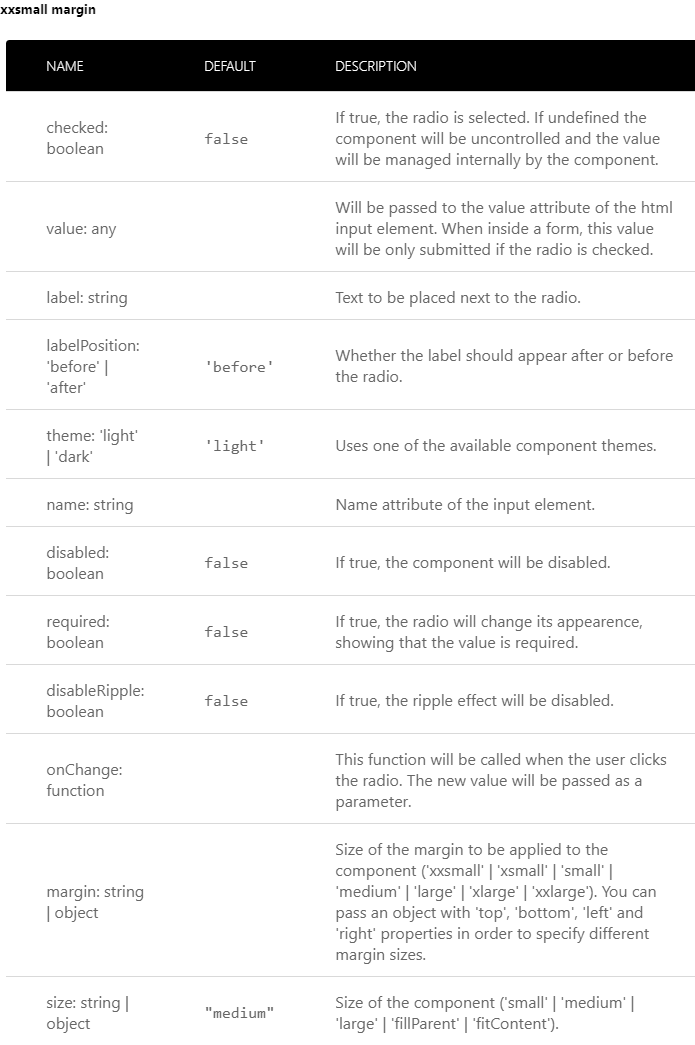 xxsmall margin
NAME DEFAULT DESCRIPTION
checked:
boolean
false
If true, the radio is selected. If undefined the
component will be uncontrolled and the value
will be managed internally by the component.
value: any
Will be passed to the value attribute of the html
input element. When inside a form, this value
will be only submitted if the radio is checked.
label: string
Text to be placed next to the radio.
labelPosition:
'before' |
'after'
'before'
Whether the label should appear after or before
the radio.
theme: 'light'
| 'dark'
'light'
Uses one of the available component themes.
name: string
Name attribute of the input element.
disabled:
boolean
false
If true, the component will be disabled.
required:
boolean
false
If true, the radio will change its appearence,
showing that the value is required.
disableRipple:
boolean
false
If true, the ripple effect will be disabled.
onChange:
function
This function will be called when the user clicks
the radio. The new value will be passed as a
parameter.
margin: string
| object
Size of the margin to be applied to the
component ('xxsmall' | 'xsmall' | 'small' |
'medium' | 'large' | 'xlarge' | 'xxlarge'). You can
pass an object with 'top', 'bottom', 'left' and
'right' properties in order to specify different
margin sizes.
size: string |
object
"medium"
Size of the component ('small' | 'medium' |
'large' | 'fillParent' | 'fitContent').